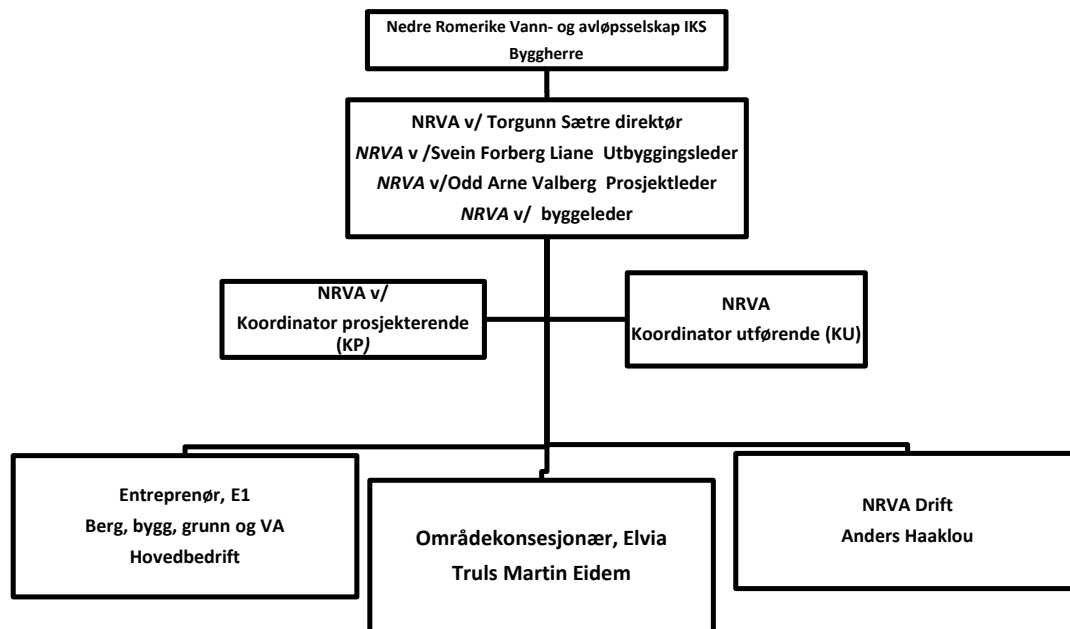 Nedre Romerike Vann- og avløpsselskap IKS
Byggherre
NRVA v/ Torgunn Sætre direktør
NRVA v /Svein Forberg Liane Utbyggingsleder
NRVA v/Odd Arne Valberg Prosjektleder
NRVA v/ byggeleder
NRVA v/
Koordinator prosjekterende
(KP)
NRVA
Koordinator utførende (KU)
Entreprenør, E1
Berg, bygg, grunn og VA
Hovedbedrift
Områdekonsesjonær, Elvia
Truls Martin Eidem
NRVA Drift
Anders Haaklou